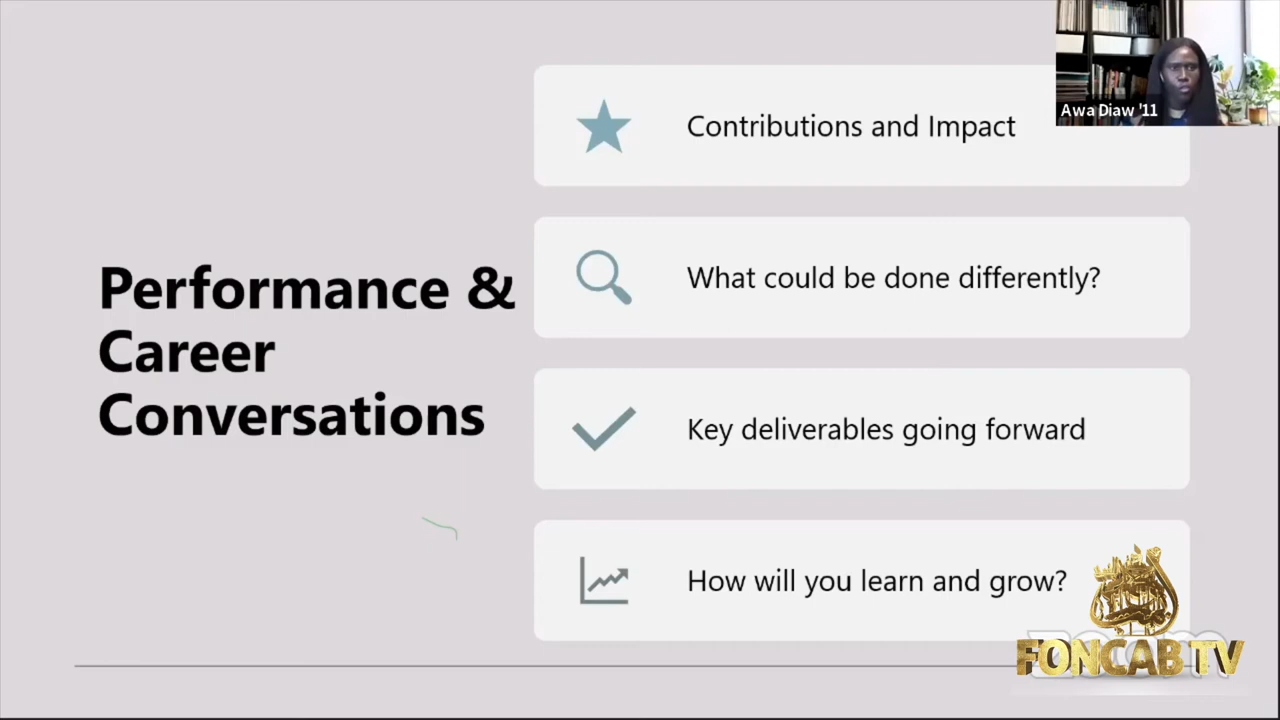 Performance &
Career
Conversations
Contributions and Impact
What could be done differently?
Key deliverables going forward
How will you learn and grow?
Awa Diaw '11
zoom
FONCAB TV